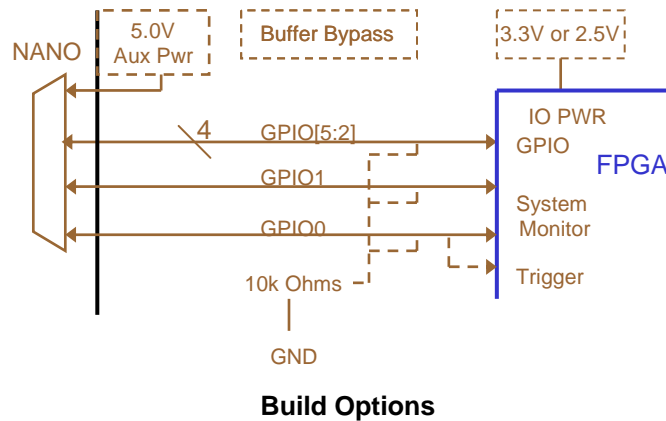 5.0V
Aux Pwr
Buffer Bypass
3.3V or 2.5V
NANO
IO PWR
4
GPIO[5:2]
GPIO
FPGA
GPIO1
System
Monitor
GPIO0
Trigger
10k Ohms
GND
Build Options